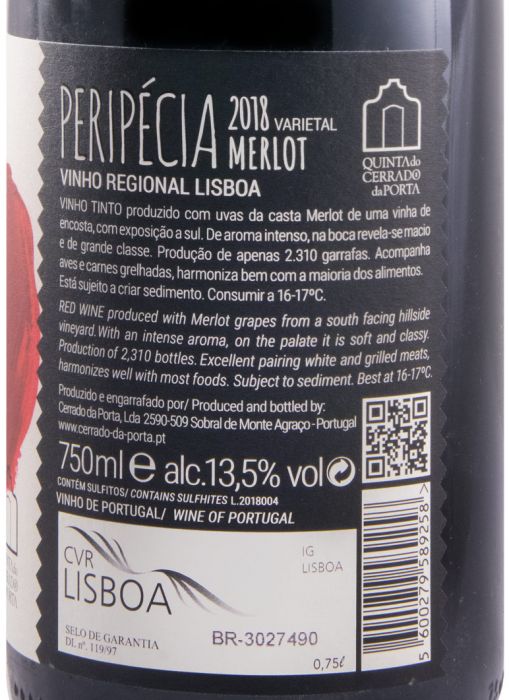 PERIPÉCIA 2018 VARIETAL
MERLOT
VINHO REGIONAL LISBOA
QUINTA do
CERRADO
da PORTA
VINHO TINTO produzido com uvas da casta Merlot de uma vinha de
encosta, com exposição a sul. De aroma intenso, na boca revela-se macio
e de grande classe. Produção de apenas 2.310 garrafas. Acompanha
aves e carnes grelhadas, harmoniza bem com a maioria dos alimentos.
Está sujeito a criar sedimento. Consumir a 16-17ºC.
RED WINE produced with Merlot grapes from a south facing hillside
vineyard. With an intense aroma, on the palate it is soft and classy.
Production of 2,310 bottles. Excellent pairing white and grilled meats,
harmonizes well with most foods. Subject to sediment. Best at 16-17ºC.
Produzido e engarrafado por/ Produced and bottled by:
Cerrado da Porta, Lda 2590-509 Sobral de Monte Agraço - Portugal
www.cerrado-da-porta.pt
750ml e alc.13,5% vol
CONTÉM SULFITOS/ CONTAINS SULFHITES L.2018004
VINHO DE PORTUGAL/ WINE OF PORTUGAL
CVR
LISBOA
IG
LISBOA
SELO DE GARANTIA
DL nº. 119/97
BR-3027490
0,75ℓ
5 600279 589258>